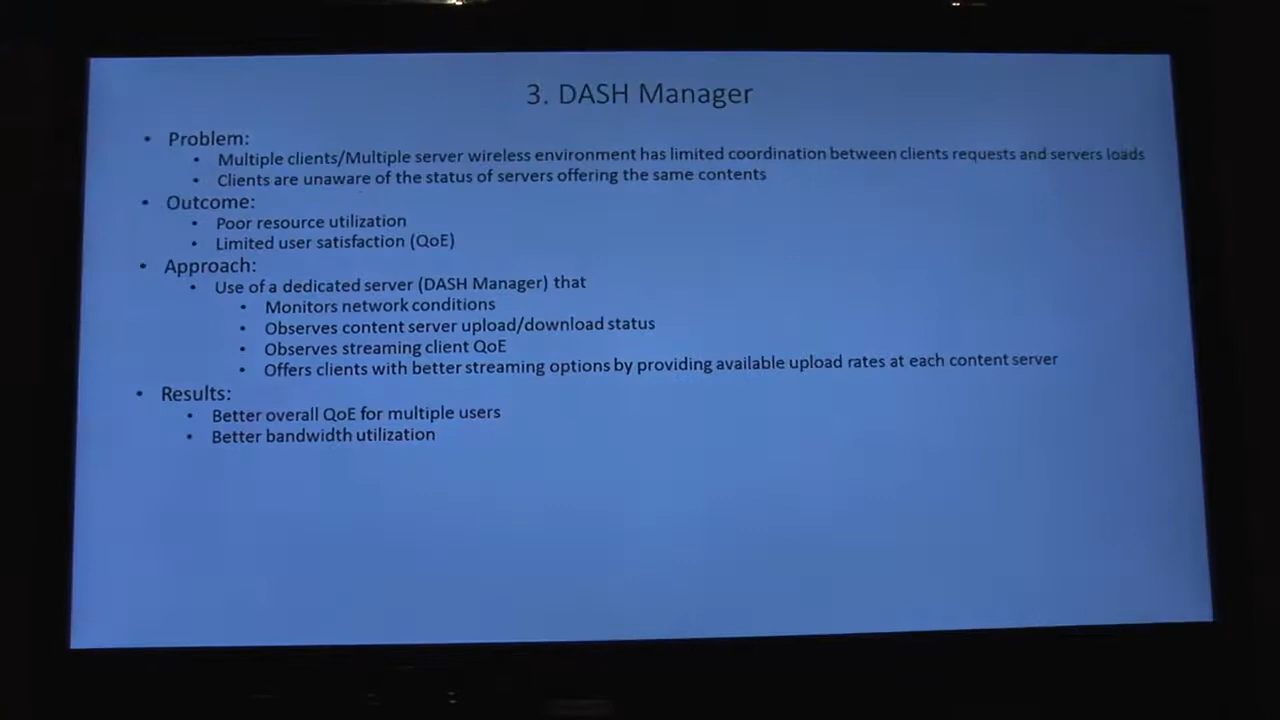 3. DASH Manager
• Problem:
• Multiple clients/Multiple server wireless environment has limited coordination between clients requests and servers loads
• Clients are unaware of the status of servers offering the same contents
• Outcome:
• Poor resource utilization
• Limited user satisfaction (QoE)
• Approach:
• Use of a dedicated server (DASH Manager) that
• Monitors network conditions
• Observes content server upload/download status
• Observes streaming client QoE
• Offers clients with better streaming options by providing available upload rates at each content server
• Results:
• Better overall QoE for multiple users
• Better bandwidth utilization